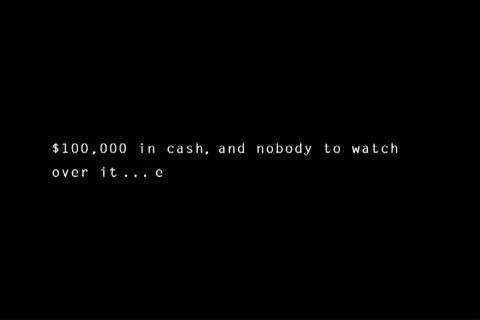 $100,000 in cash, and nobody to watch
over it... e